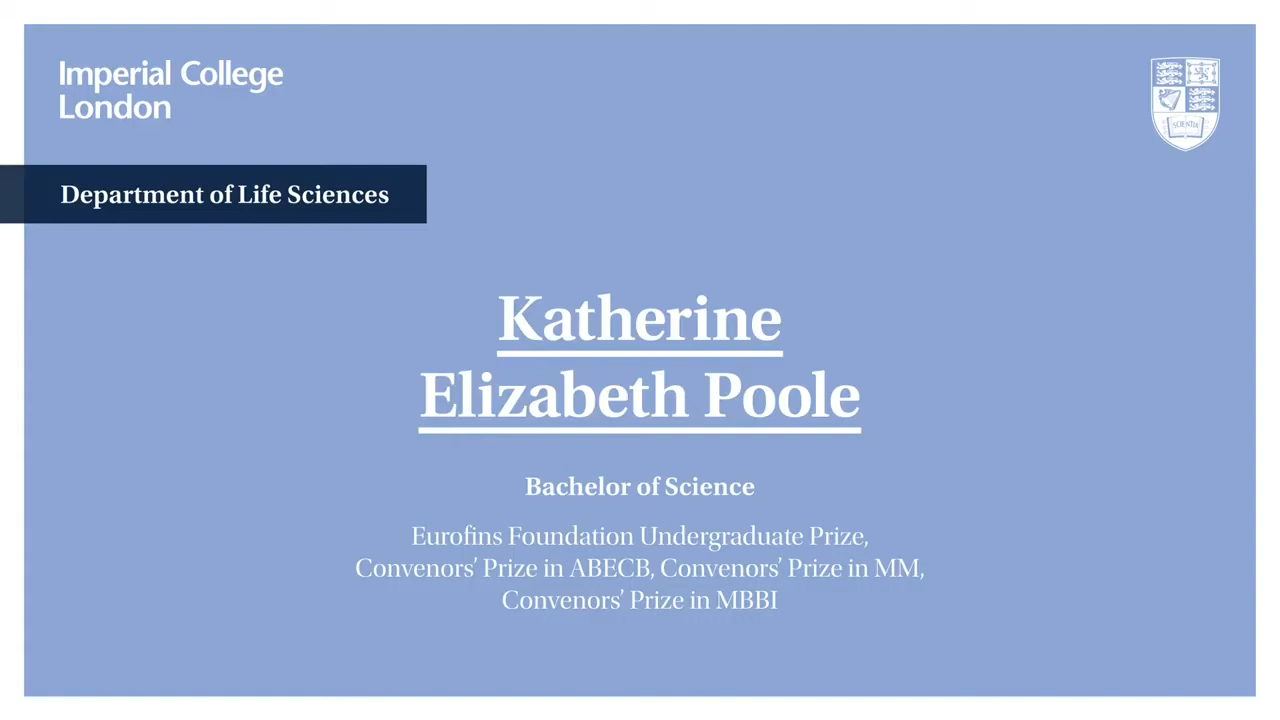 Imperial College
London
SCIENTIA
Department of Life Sciences
Katherine
Elizabeth Poole
Bachelor of Science
Eurofins Foundation Undergraduate Prize,
Convenors’ Prize in ABECB, Convenors’ Prize in MM,
Convenors’ Prize in MBBI